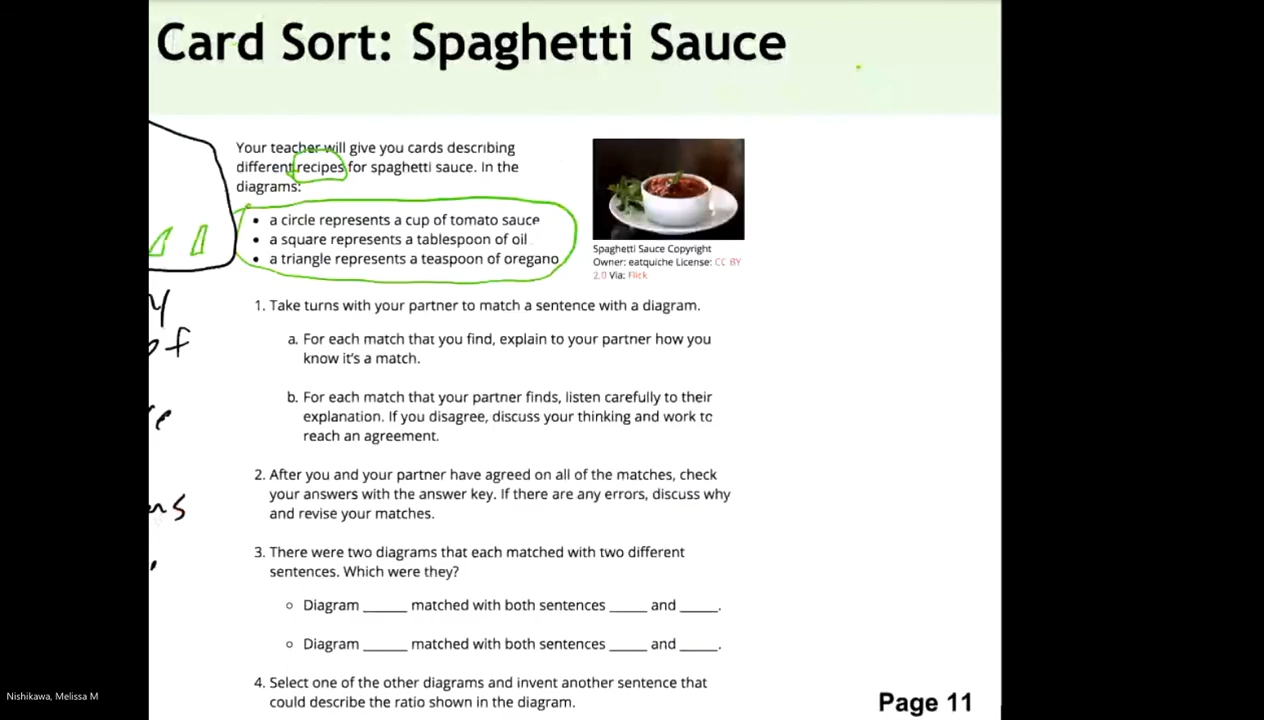 Card Sort: Spaghetti Sauce
Your teacher will give you cards describing
different recipes for spaghetti sauce. In the
diagrams:
• a circle represents a cup of tomato sauce
• a square represents a tablespoon of oil
• a triangle represents a teaspoon of oregano
Spaghetti Sauce Copyright
Owner: eatquiche License: CC BY
2.0 Via: Flick
of
1. Take turns with your partner to match a sentence with a diagram.
a. For each match that you find, explain to your partner how you
know it's a match.
b. For each match that your partner finds, listen carefully to their
explanation. If you disagree, discuss your thinking and work to
reach an agreement.
2. After you and your partner have agreed on all of the matches, check
your answers with the answer key. If there are any errors, discuss why
and revise your matches.
3. There were two diagrams that each matched with two different
sentences. Which were they?
○ Diagram ______ matched with both sentences _____ and _____.
○ Diagram ______ matched with both sentences _____ and _____.
4. Select one of the other diagrams and invent another sentence that
could describe the ratio shown in the diagram.
Page 11
Nishikawa, Melissa M